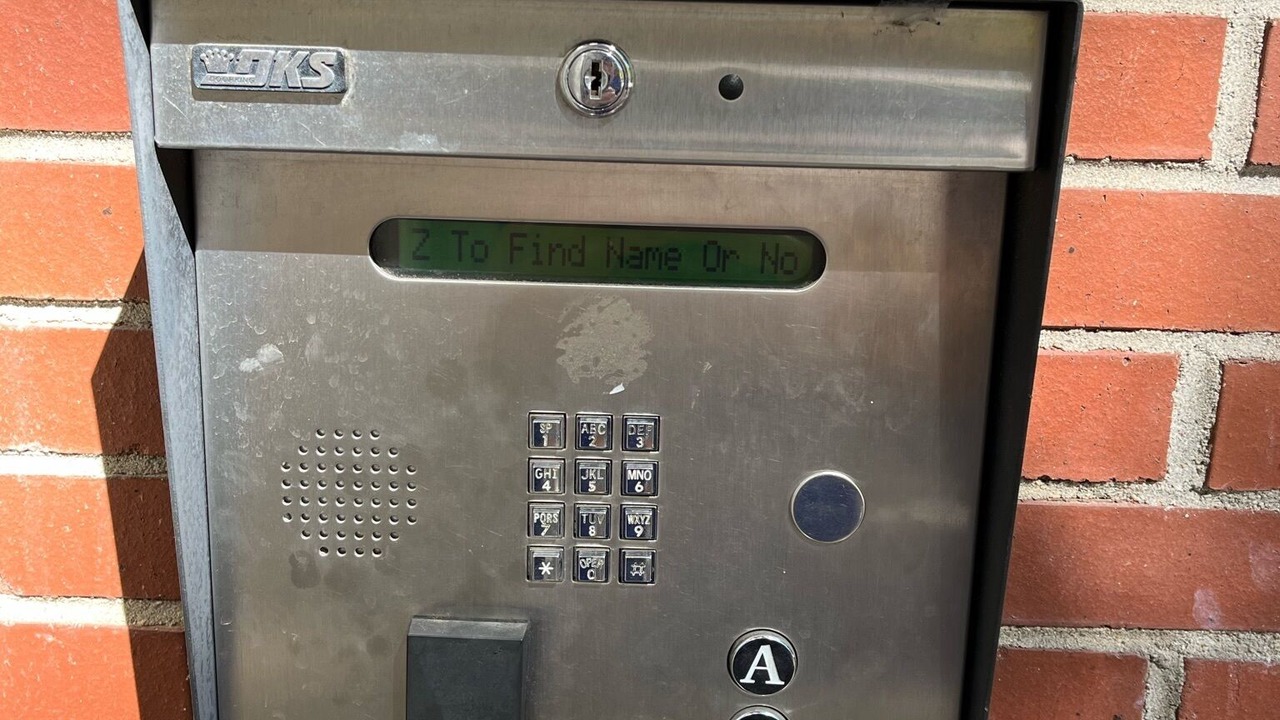 DKS
DOORKING
Z To Find Name Or No
SP ABC DEF
1 2 3
GHI JKL MNO
4 5 6
PQRS TUV WXYZ
7 8 9
* OPER #
0
A